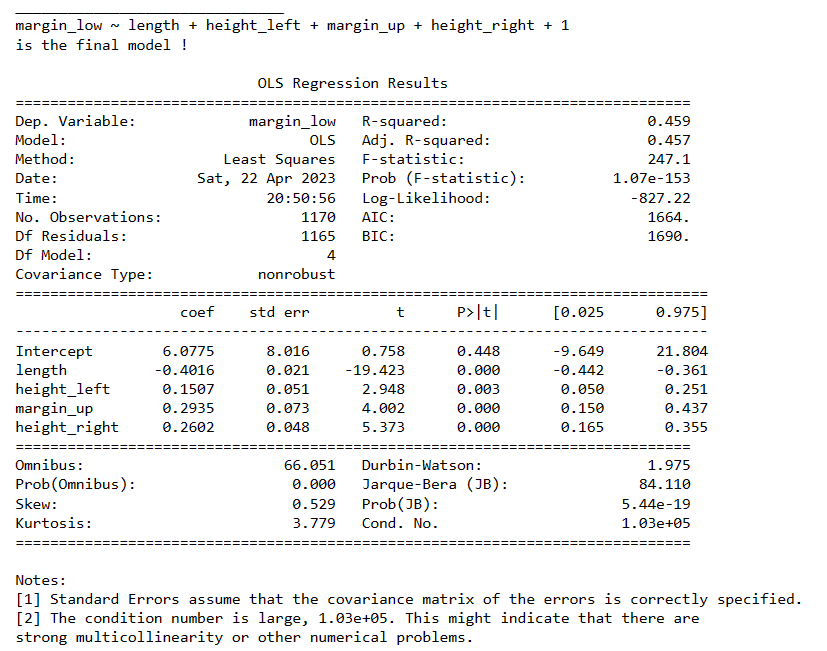 _______________________________
margin_low ~ length + height_left + margin_up + height_right + 1
is the final model !
OLS Regression Results
==============================================================================
Dep. Variable: margin_low R-squared: 0.459
Model: OLS Adj. R-squared: 0.457
Method: Least Squares F-statistic: 247.1
Date: Sat, 22 Apr 2023 Prob (F-statistic): 1.07e-153
Time: 20:50:56 Log-Likelihood: -827.22
No. Observations: 1170 AIC: 1664.
Df Residuals: 1165 BIC: 1690.
Df Model: 4
Covariance Type: nonrobust
================================================================================
coef std err t P>|t| [0.025 0.975]
--------------------------------------------------------------------------------
Intercept 6.0775 8.016 0.758 0.448 -9.649 21.804
length -0.4016 0.021 -19.423 0.000 -0.442 -0.361
height_left 0.1507 0.051 2.948 0.003 0.050 0.251
margin_up 0.2935 0.073 4.002 0.000 0.150 0.437
height_right 0.2602 0.048 5.373 0.000 0.165 0.355
==============================================================================
Omnibus: 66.051 Durbin-Watson: 1.975
Prob(Omnibus): 0.000 Jarque-Bera (JB): 84.110
Skew: 0.529 Prob(JB): 5.44e-19
Kurtosis: 3.779 Cond. No. 1.03e+05
==============================================================================
Notes:
[1] Standard Errors assume that the covariance matrix of the errors is correctly specified.
[2] The condition number is large, 1.03e+05. This might indicate that there are
strong multicollinearity or other numerical problems.